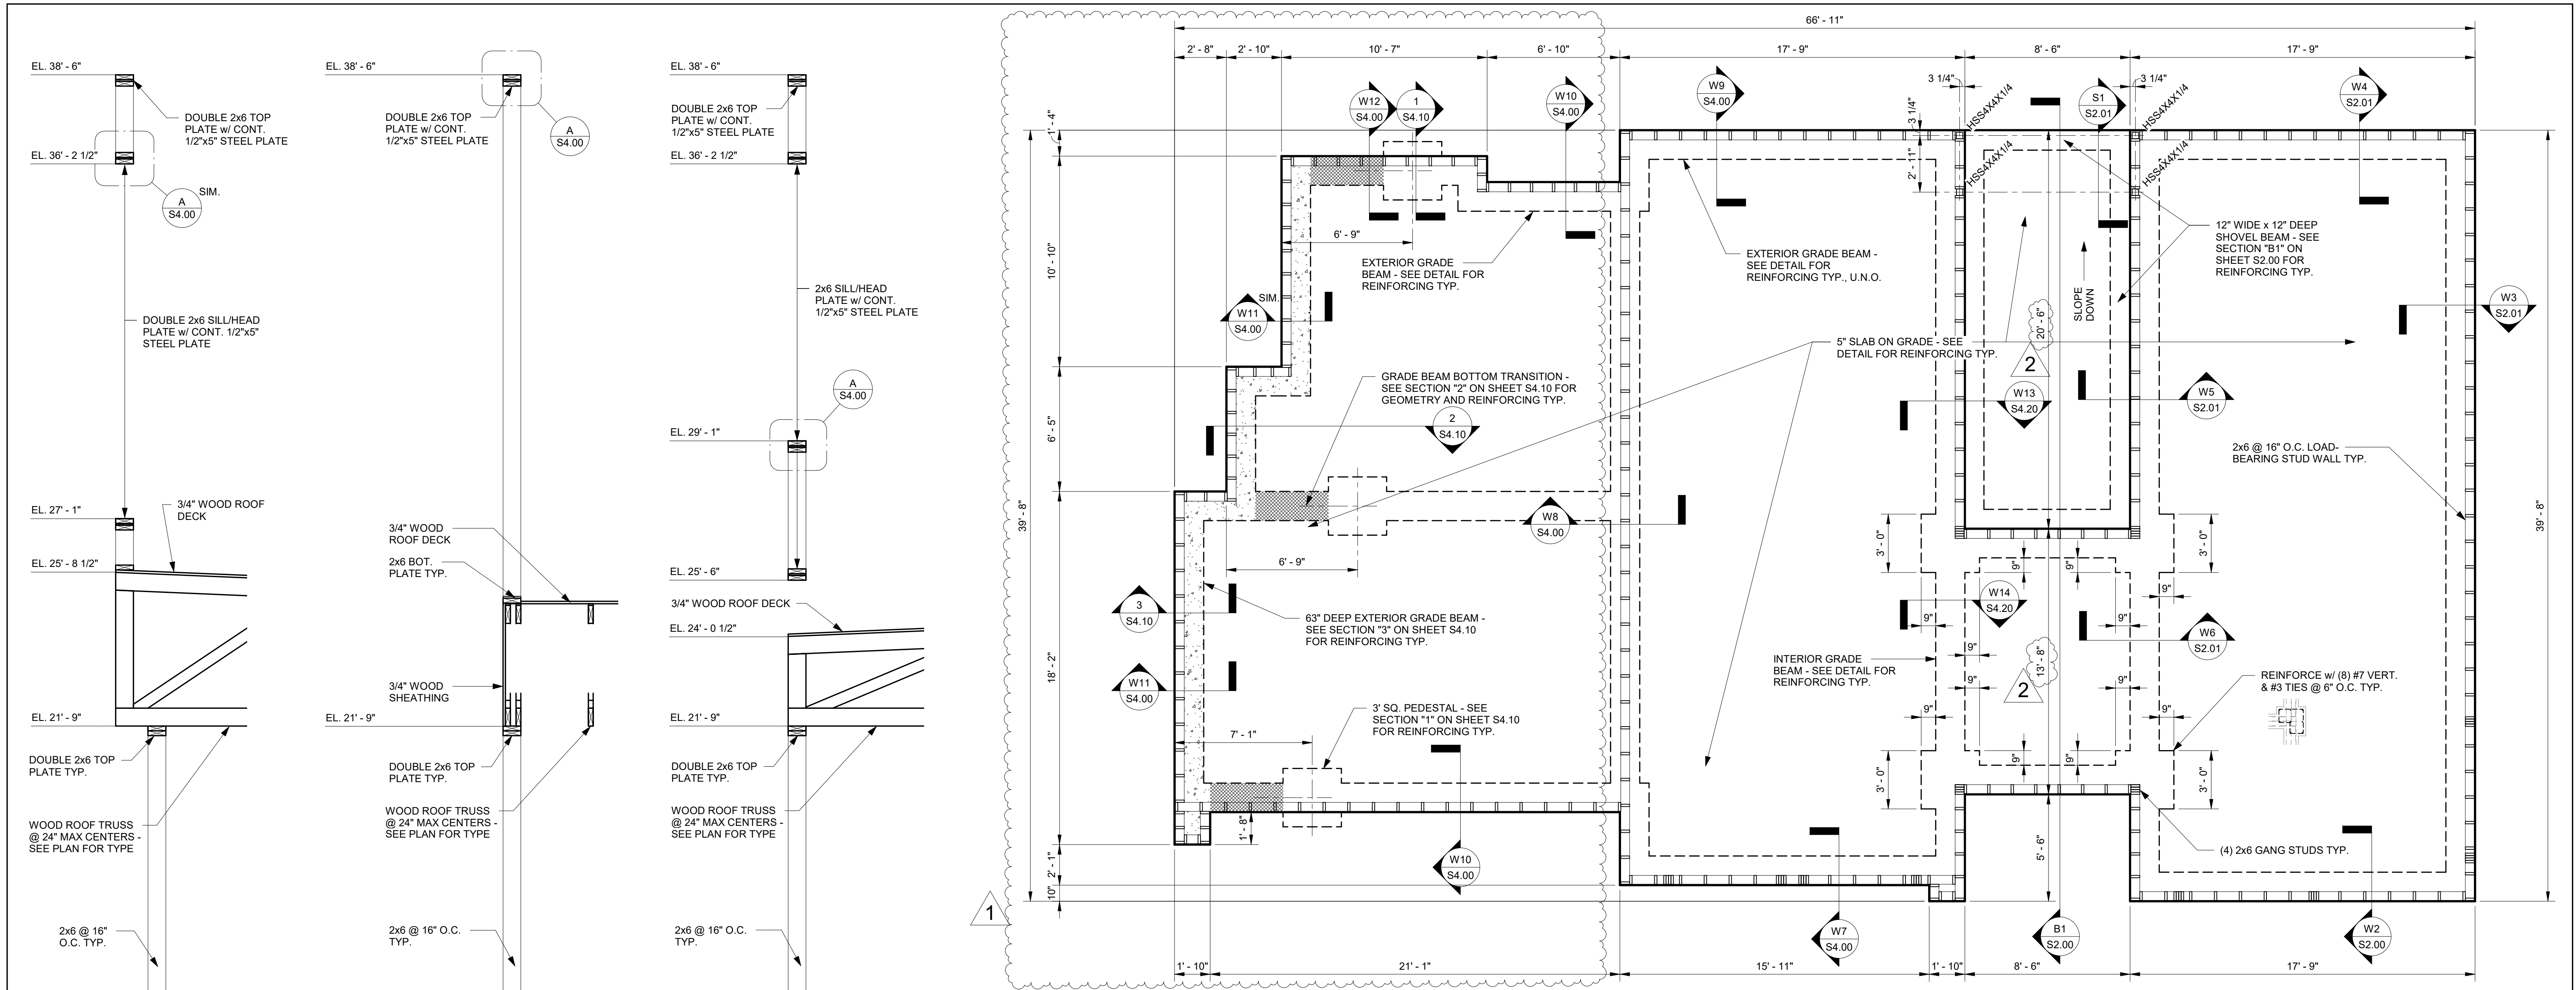 EL. 38' - 6"
DOUBLE 2x6 TOP
PLATE w/ CONT.
1/2"x5" STEEL PLATE
EL. 36' - 2 1/2"
A
S4.00
SIM.
DOUBLE 2x6 SILL/HEAD
PLATE w/ CONT. 1/2"x5"
STEEL PLATE
EL. 27' - 1"
3/4" WOOD ROOF
DECK
EL. 25' - 8 1/2"
EL. 21' - 9"
DOUBLE 2x6 TOP
PLATE TYP.
WOOD ROOF TRUSS
@ 24" MAX CENTERS -
SEE PLAN FOR TYPE
2x6 @ 16"
O.C. TYP.
EL. 38' - 6"
DOUBLE 2x6 TOP
PLATE w/ CONT.
1/2"x5" STEEL PLATE
A
S4.00
3/4" WOOD
ROOF DECK
2x6 BOT.
PLATE TYP.
3/4" WOOD
SHEATHING
EL. 21' - 9"
DOUBLE 2x6 TOP
PLATE TYP.
WOOD ROOF TRUSS
@ 24" MAX CENTERS -
SEE PLAN FOR TYPE
2x6 @ 16" O.C.
TYP.
EL. 38' - 6"
DOUBLE 2x6 TOP
PLATE w/ CONT.
1/2"x5" STEEL PLATE
EL. 36' - 2 1/2"
2x6 SILL/HEAD
PLATE w/ CONT.
1/2"x5" STEEL PLATE
A
S4.00
EL. 29' - 1"
EL. 25' - 6"
3/4" WOOD ROOF DECK
EL. 24' - 0 1/2"
EL. 21' - 9"
DOUBLE 2x6 TOP
PLATE TYP.
WOOD ROOF TRUSS
@ 24" MAX CENTERS -
SEE PLAN FOR TYPE
2x6 @ 16" O.C.
TYP.
66' - 11"
2' - 8"
2' - 10"
10' - 7"
6' - 10"
17' - 9"
8' - 6"
17' - 9"
3 1/4"
3 1/4"
W12
S4.00
1
S4.10
W10
S4.00
W9
S4.00
S1
S2.01
W4
S2.01
HSS4X4X1/4
HSS4X4X1/4
HSS4X4X1/4
HSS4X4X1/4
3 1/4"
2' - 11"
1' - 4"
10' - 10"
6' - 5"
18' - 2"
2' - 1"
10"
39' - 8"
39' - 8"
6' - 9"
EXTERIOR GRADE
BEAM - SEE DETAIL FOR
REINFORCING TYP.
EXTERIOR GRADE BEAM -
SEE DETAIL FOR
REINFORCING TYP., U.N.O.
12" WIDE x 12" DEEP
SHOVEL BEAM - SEE
SECTION "B1" ON
SHEET S2.00 FOR
REINFORCING TYP.
SIM.
W11
S4.00
SLOPE
DOWN
20' - 6"
2
W3
S2.01
5" SLAB ON GRADE - SEE
DETAIL FOR REINFORCING TYP.
GRADE BEAM BOTTOM TRANSITION -
SEE SECTION "2" ON SHEET S4.10 FOR
GEOMETRY AND REINFORCING TYP.
2
S4.10
W13
S4.20
W5
S2.01
2x6 @ 16" O.C. LOAD-
BEARING STUD WALL TYP.
W8
S4.00
3' - 0"
3' - 0"
6' - 9"
9"
9"
9"
9"
9"
9"
9"
9"
9"
9"
9"
9"
W14
S4.20
3
S4.10
63" DEEP EXTERIOR GRADE BEAM -
SEE SECTION "3" ON SHEET S4.10
FOR REINFORCING TYP.
W6
S2.01
13' - 8"
2
INTERIOR GRADE
BEAM - SEE DETAIL FOR
REINFORCING TYP.
REINFORCE w/ (8) #7 VERT.
& #3 TIES @ 6" O.C. TYP.
W11
S4.00
3' SQ. PEDESTAL - SEE
SECTION "1" ON SHEET S4.10
FOR REINFORCING TYP.
7' - 1"
3' - 0"
3' - 0"
1' - 8"
5' - 6"
(4) 2x6 GANG STUDS TYP.
W10
S4.00
1
W7
S4.00
B1
S2.00
W2
S2.00
1' - 10"
21' - 1"
15' - 11"
1' - 10"
8' - 6"
17' - 9"